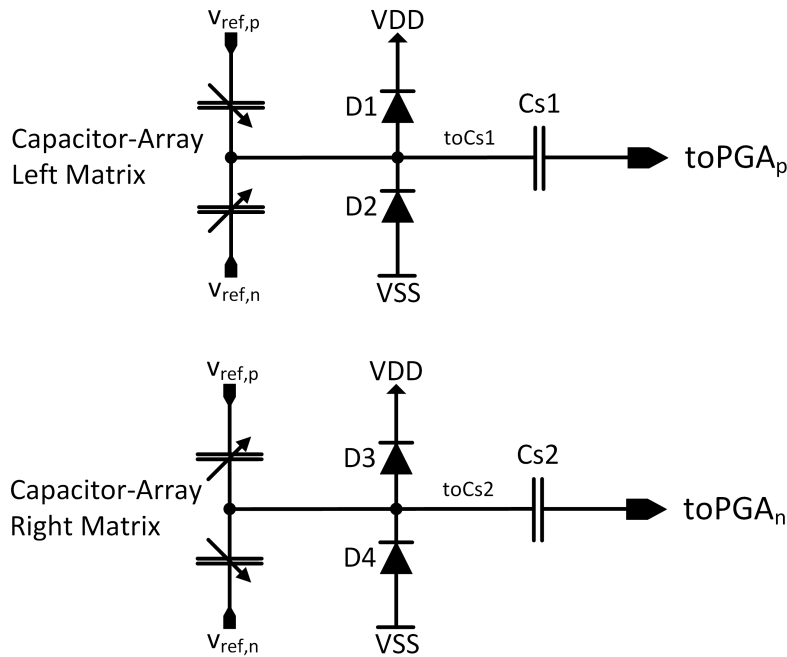 v_ref,p
VDD
D1
Cs1
Capacitor-Array
Left Matrix
toCs1
toPGA_p
D2
v_ref,n
VSS
v_ref,p
VDD
D3
Cs2
Capacitor-Array
Right Matrix
toCs2
toPGA_n
D4
v_ref,n
VSS